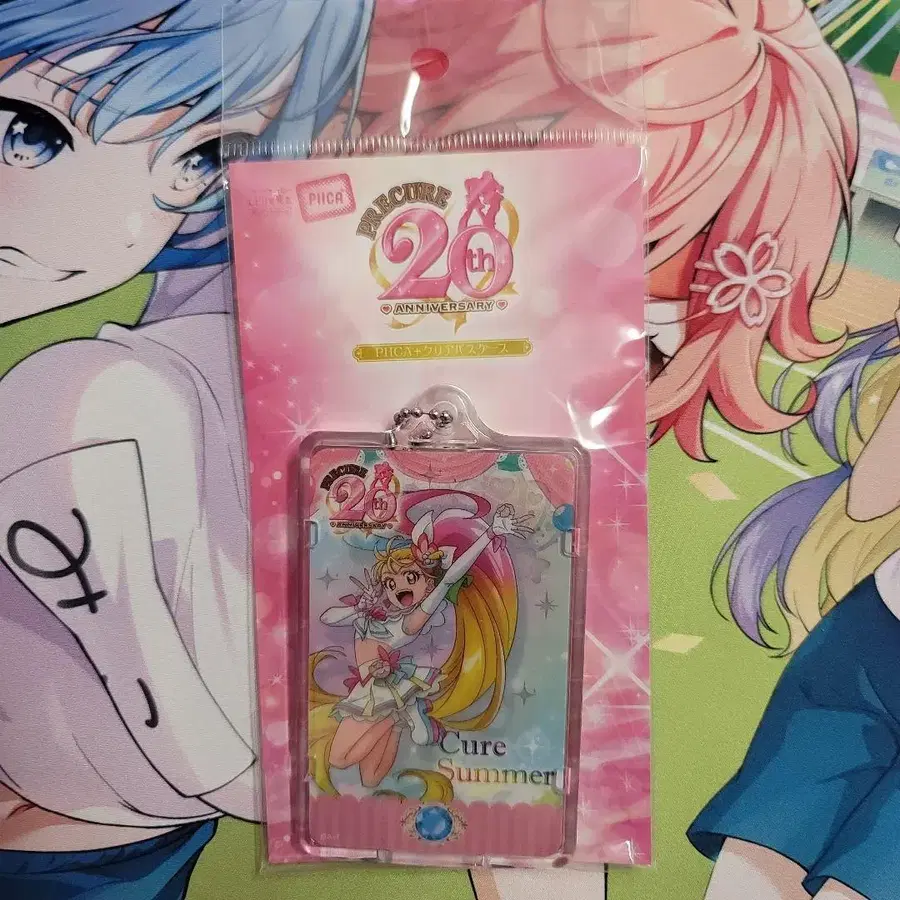 PIICA
PRECURE
20th
ANNIVERSARY
PIICA+クリアパスケース
PRECURE
20th
ANNIVERSARY
Cure
Summer